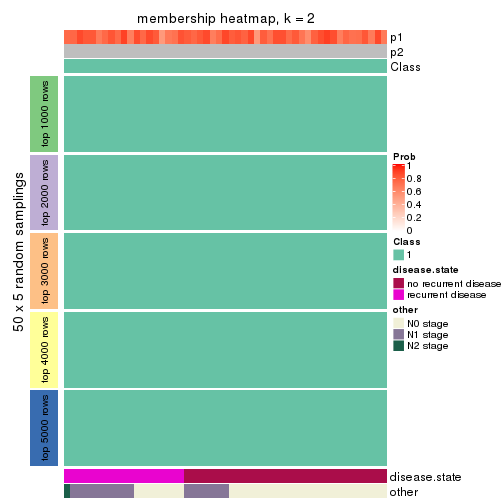 membership heatmap, k = 2
p1
p2
Class
50 x 5 random samplings
top 1000 rows
top 2000 rows
top 3000 rows
top 4000 rows
top 5000 rows
Prob
1
0.8
0.6
0.4
0.2
0
Class
1
disease.state
no recurrent disease
recurrent disease
other
N0 stage
N1 stage
N2 stage
disease.state
other